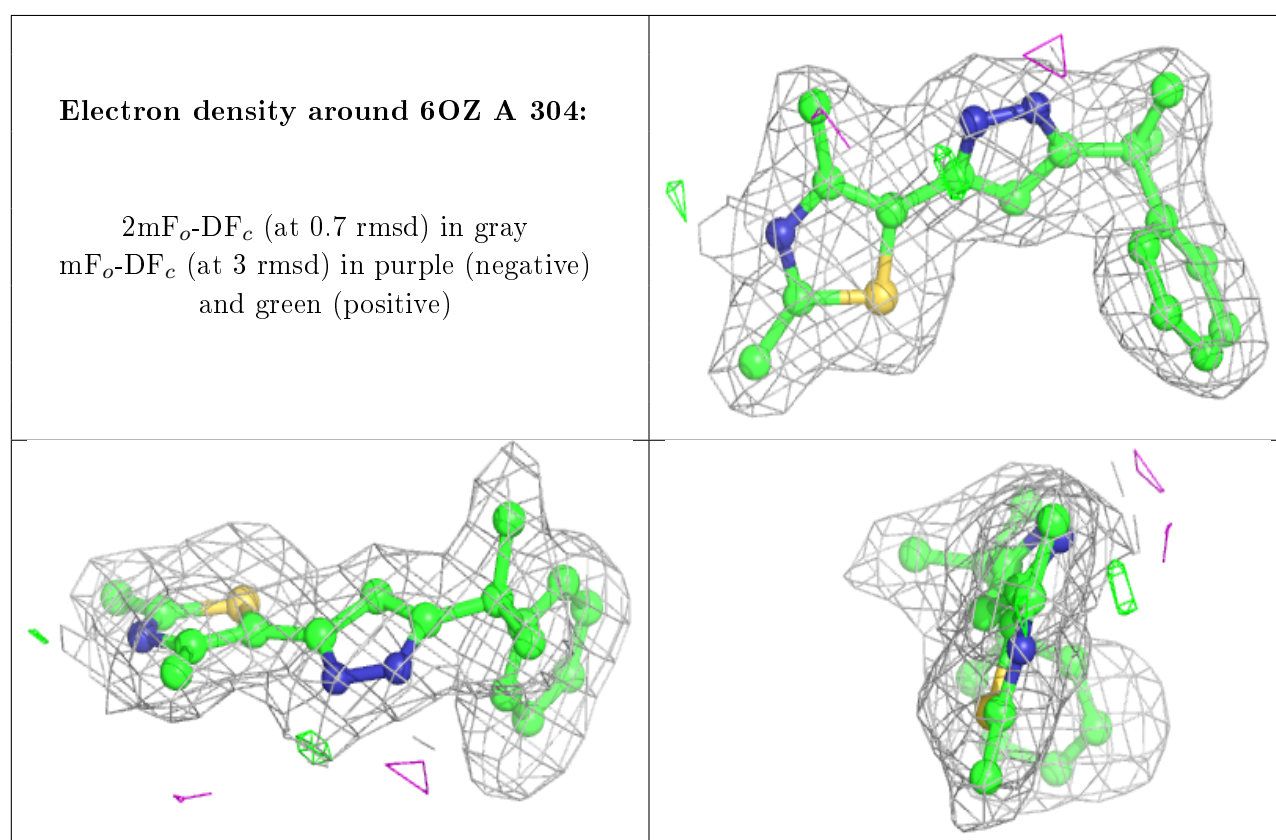 Electron density around 6OZ A 304:
2mFo-DFc (at 0.7 rmsd) in gray
mFo-DFc (at 3 rmsd) in purple (negative)
and green (positive)